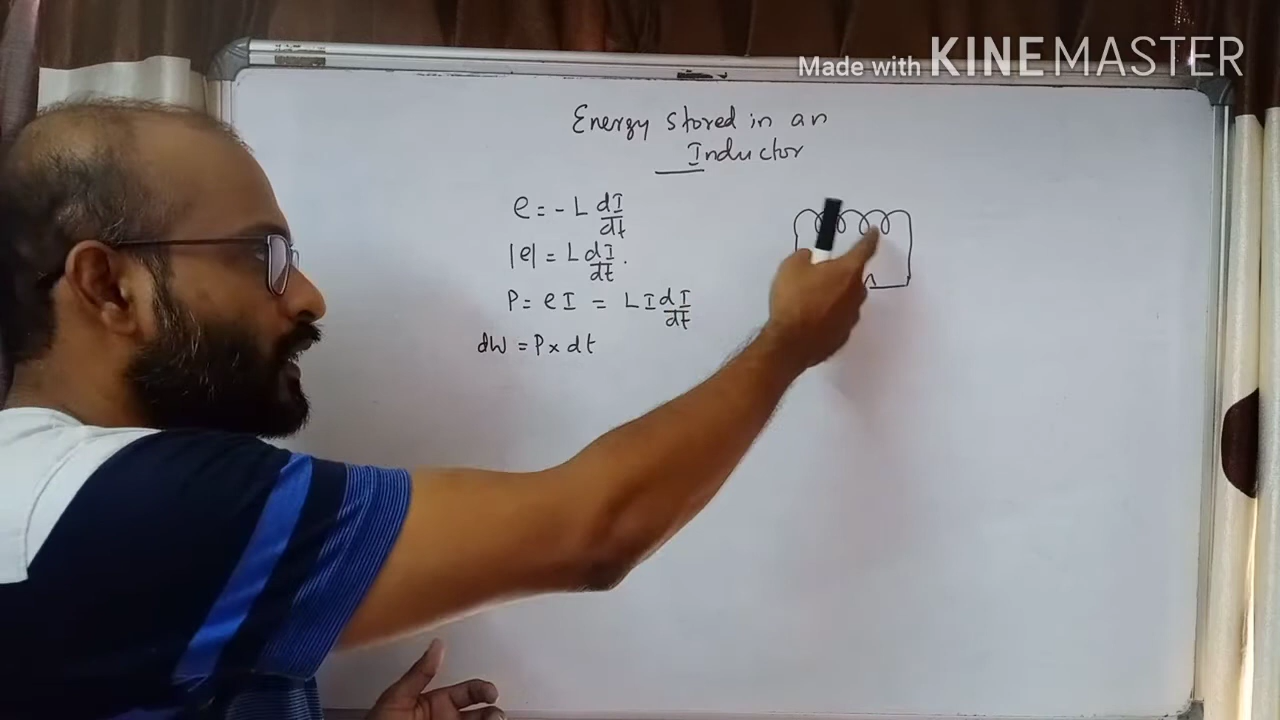 Made with KINEMASTER
Energy stored in an
Inductor
e = - L dI/dt
|e| = L dI/dt .
P = e I = L I dI/dt
dW = P x dt